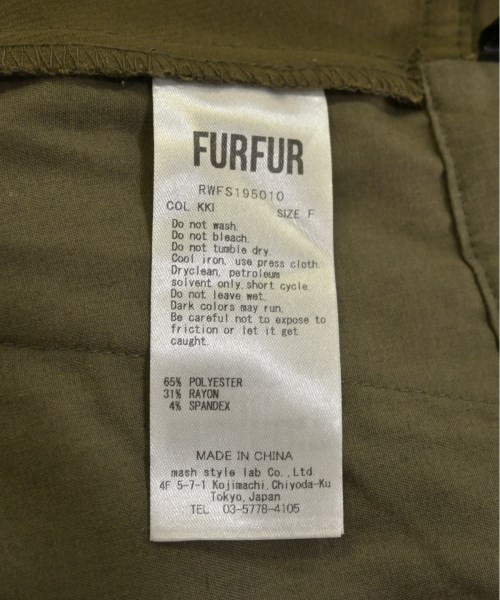 FURFUR
RWFS195010
COL KKI SIZE F
Do not wash.
Do not bleach.
Do not tumble dry.
Cool iron, use press cloth.
Dryclean, petroleum
solvent only, short cycle.
Do not leave wet.
Dark colors may run.
Be careful not to expose to
friction or let it get
caught.
65% POLYESTER
31% RAYON
4% SPANDEX
MADE IN CHINA
mash style lab Co.,Ltd.
4F 5-7-1 Kojimachi,Chiyoda-Ku
Tokyo,Japan
TEL 03-5778-4105